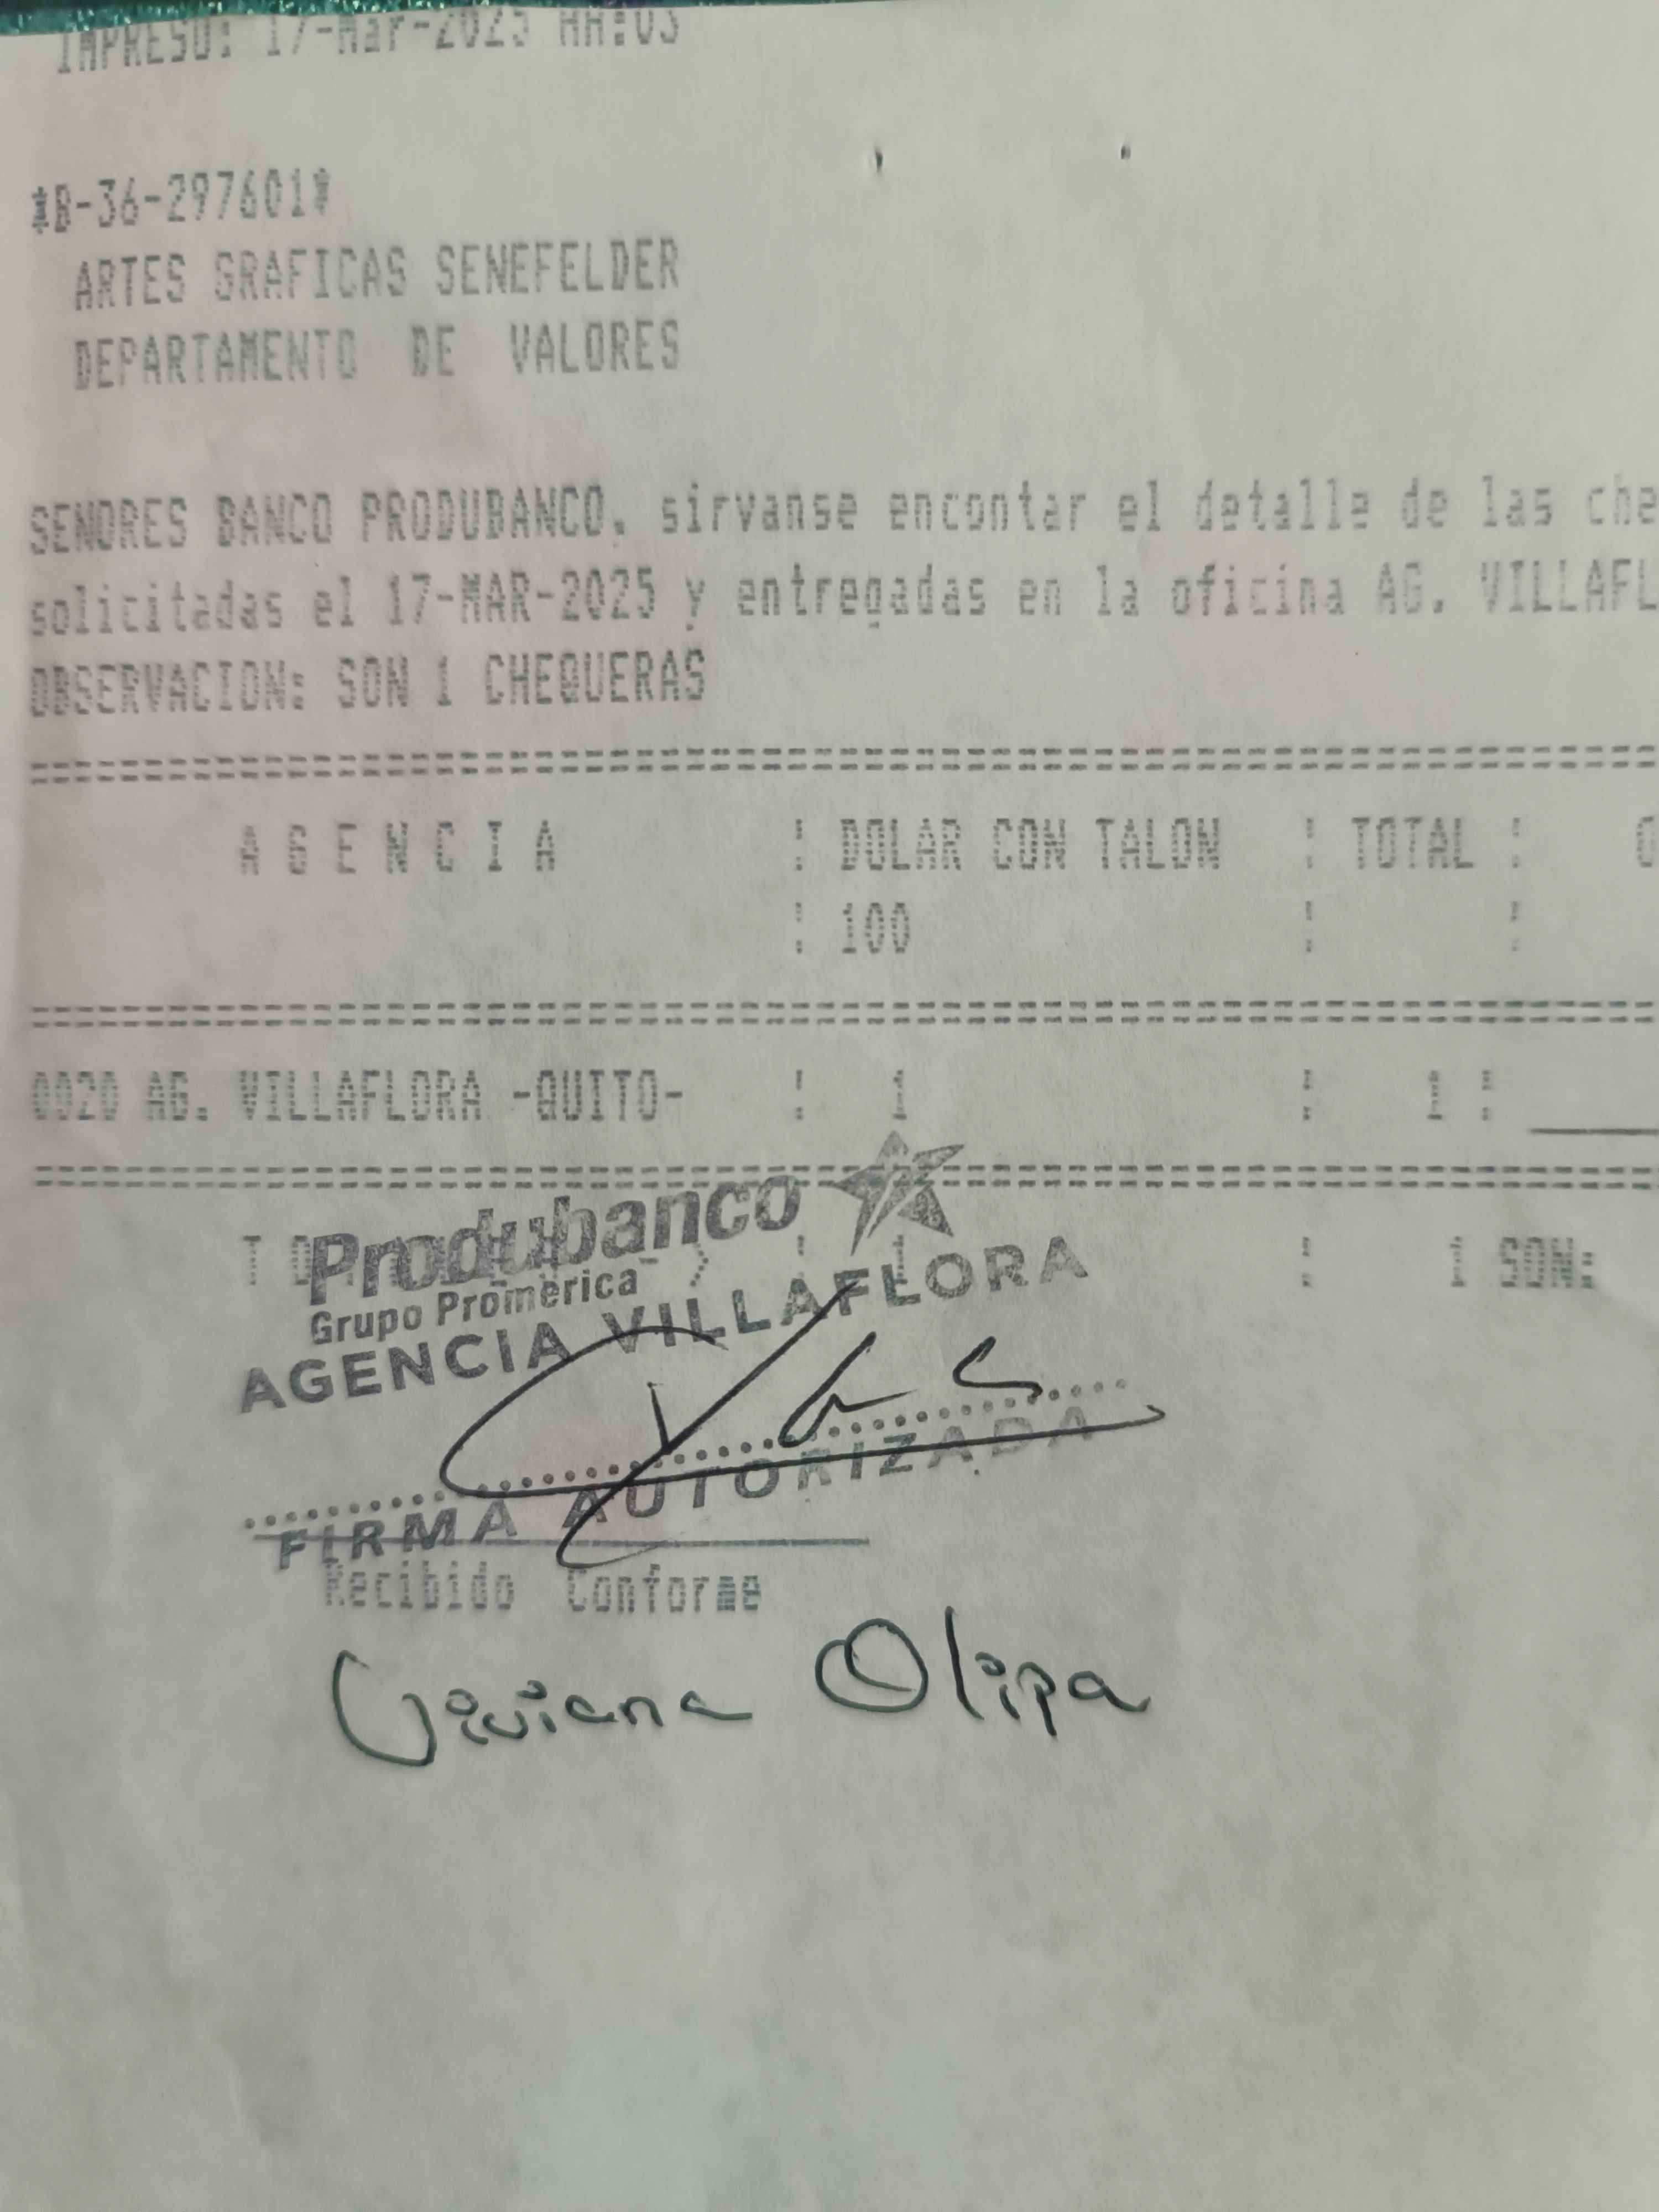 IMPRESO: 17-Mar-2025 HH:03
*B-36-297601*
ARTES GRAFICAS SENEFELDER
DEPARTAMENTO DE VALORES
SENORES BANCO PRODUBANCO. sirvanse encontar el detalle de las che
solicitadas el 17-MAR-2025 y entregadas en la oficina AG. VILLAFL
OBSERVACION: SON 1 CHEQUERAS
A G E N C I A : DOLAR CON TALON : TOTAL :
: 100 : :
0020 AG. VILLAFLORA -QUITO- : 1 : 1 :
: 1 : 1 SON:
Produbanco
Grupo Promerica
AGENCIA VILLAFLORA
FIRMA AUTORIZADA
Recibido Conforme
Viviana Olipa